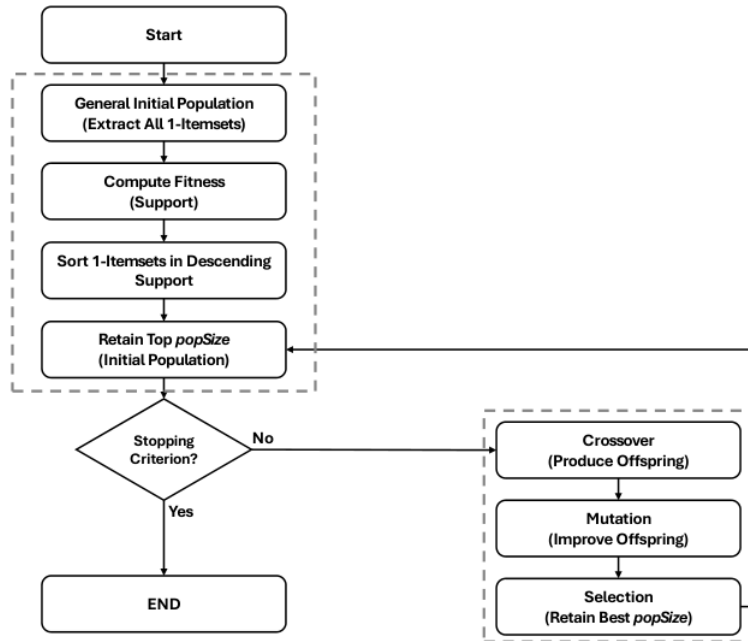 Start
General Initial Population
(Extract All 1-Itemsets)
Compute Fitness
(Support)
Sort 1-Itemsets in Descending
Support
Retain Top popSize
(Initial Population)
Stopping
Criterion?
No
Yes
END
Crossover
(Produce Offspring)
Mutation
(Improve Offspring)
Selection
(Retain Best popSize)